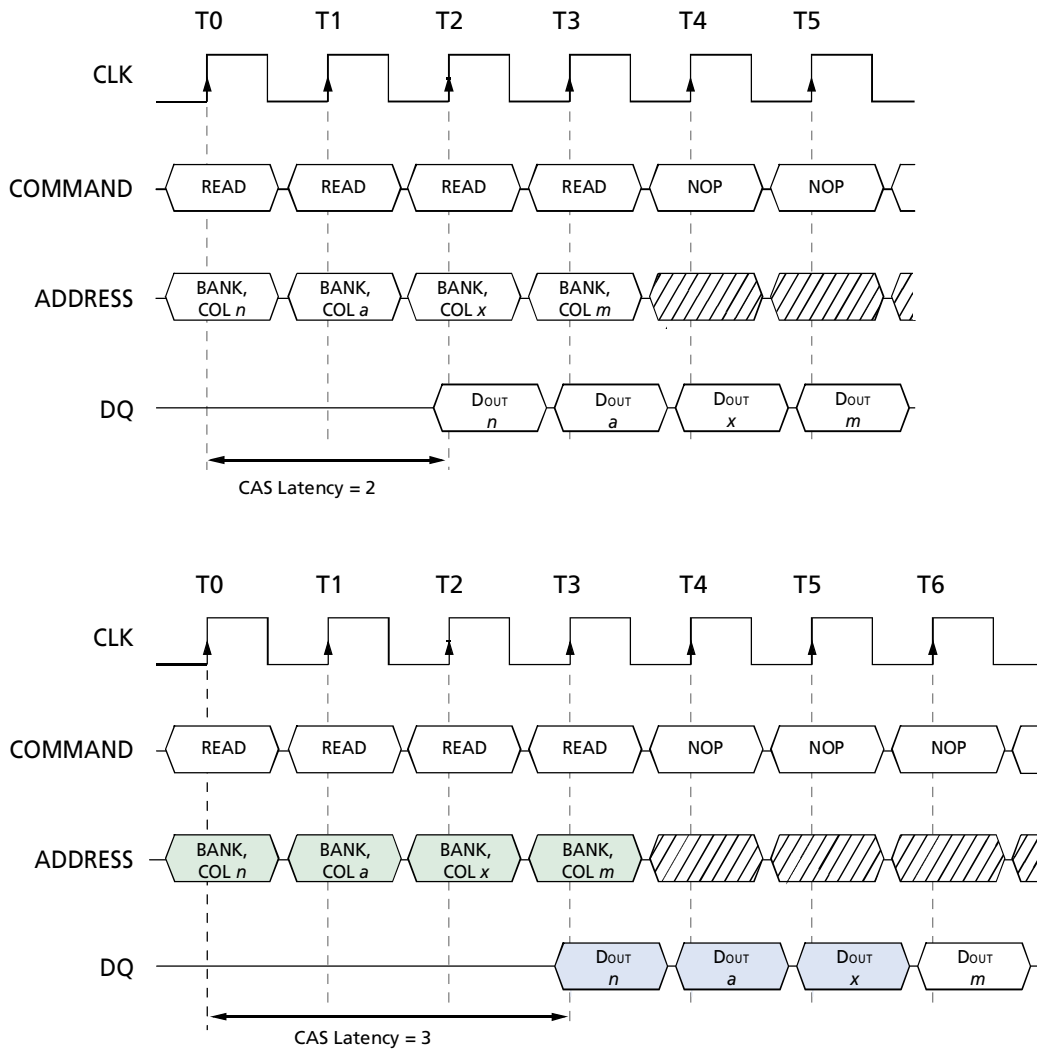 T0 T1 T2 T3 T4 T5
CLK
COMMAND READ READ READ READ NOP NOP
ADDRESS
BANK, COL n
BANK, COL a
BANK, COL x
BANK, COL m
DQ
DOUT n
DOUT a
DOUT x
DOUT m
CAS Latency = 2
T0 T1 T2 T3 T4 T5 T6
CLK
COMMAND READ READ READ READ NOP NOP NOP
ADDRESS
BANK, COL n
BANK, COL a
BANK, COL x
BANK, COL m
DQ
DOUT n
DOUT a
DOUT x
DOUT m
CAS Latency = 3